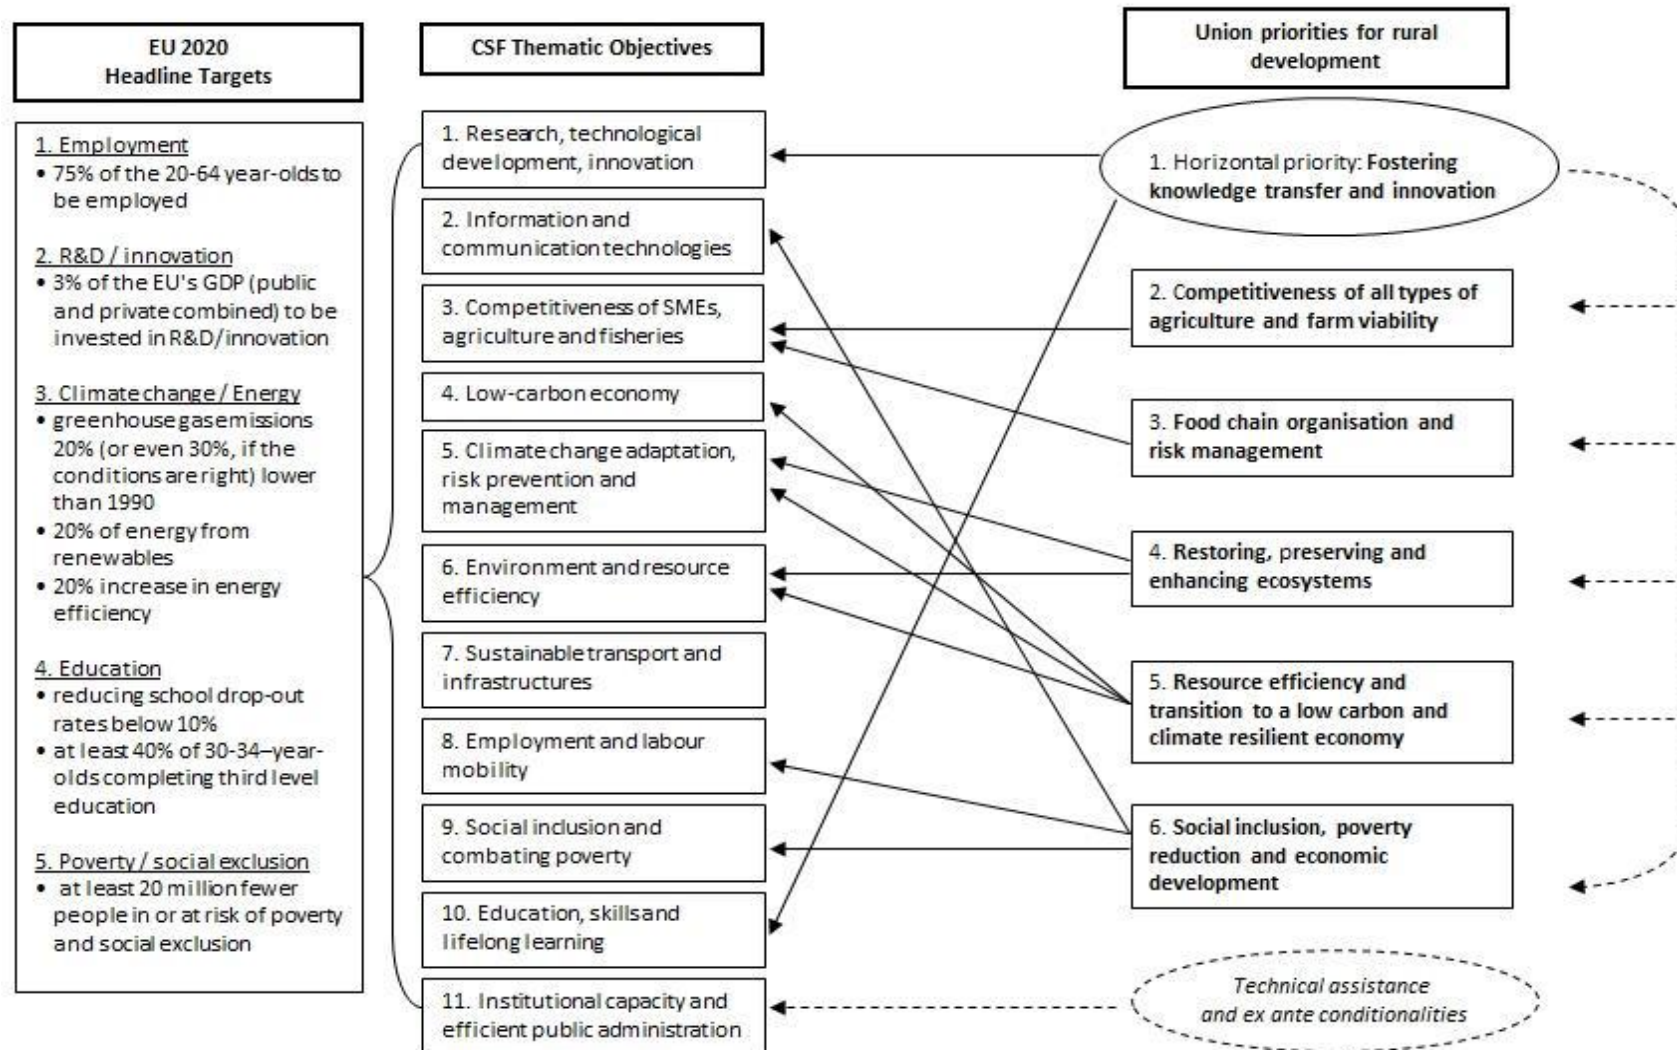 EU 2020
Headline Targets
1. Employment
• 75% of the 20-64 year-olds to
be employed
2. R&D / innovation
• 3% of the EU's GDP (public
and private combined) to be
invested in R&D/innovation
3. Climate change / Energy
• greenhouse gas emissions
20% (or even 30%, if the
conditions are right) lower
than 1990
• 20% of energy from
renewables
• 20% increase in energy
efficiency
4. Education
• reducing school drop-out
rates below 10%
• at least 40% of 30-34–year-
olds completing third level
education
5. Poverty / social exclusion
• at least 20 million fewer
people in or at risk of poverty
and social exclusion
CSF Thematic Objectives
1. Research, technological
development, innovation
2. Information and
communication technologies
3. Competitiveness of SMEs,
agriculture and fisheries
4. Low-carbon economy
5. Climate change adaptation,
risk prevention and
management
6. Environment and resource
efficiency
7. Sustainable transport and
infrastructures
8. Employment and labour
mobility
9. Social inclusion and
combating poverty
10. Education, skills and
lifelong learning
11. Institutional capacity and
efficient public administration
Union priorities for rural
development
1. Horizontal priority: Fostering
knowledge transfer and innovation
2. Competitiveness of all types of
agriculture and farm viability
3. Food chain organisation and
risk management
4. Restoring, preserving and
enhancing ecosystems
5. Resource efficiency and
transition to a low carbon and
climate resilient economy
6. Social inclusion, poverty
reduction and economic
development
Technical assistance
and ex ante conditionalities